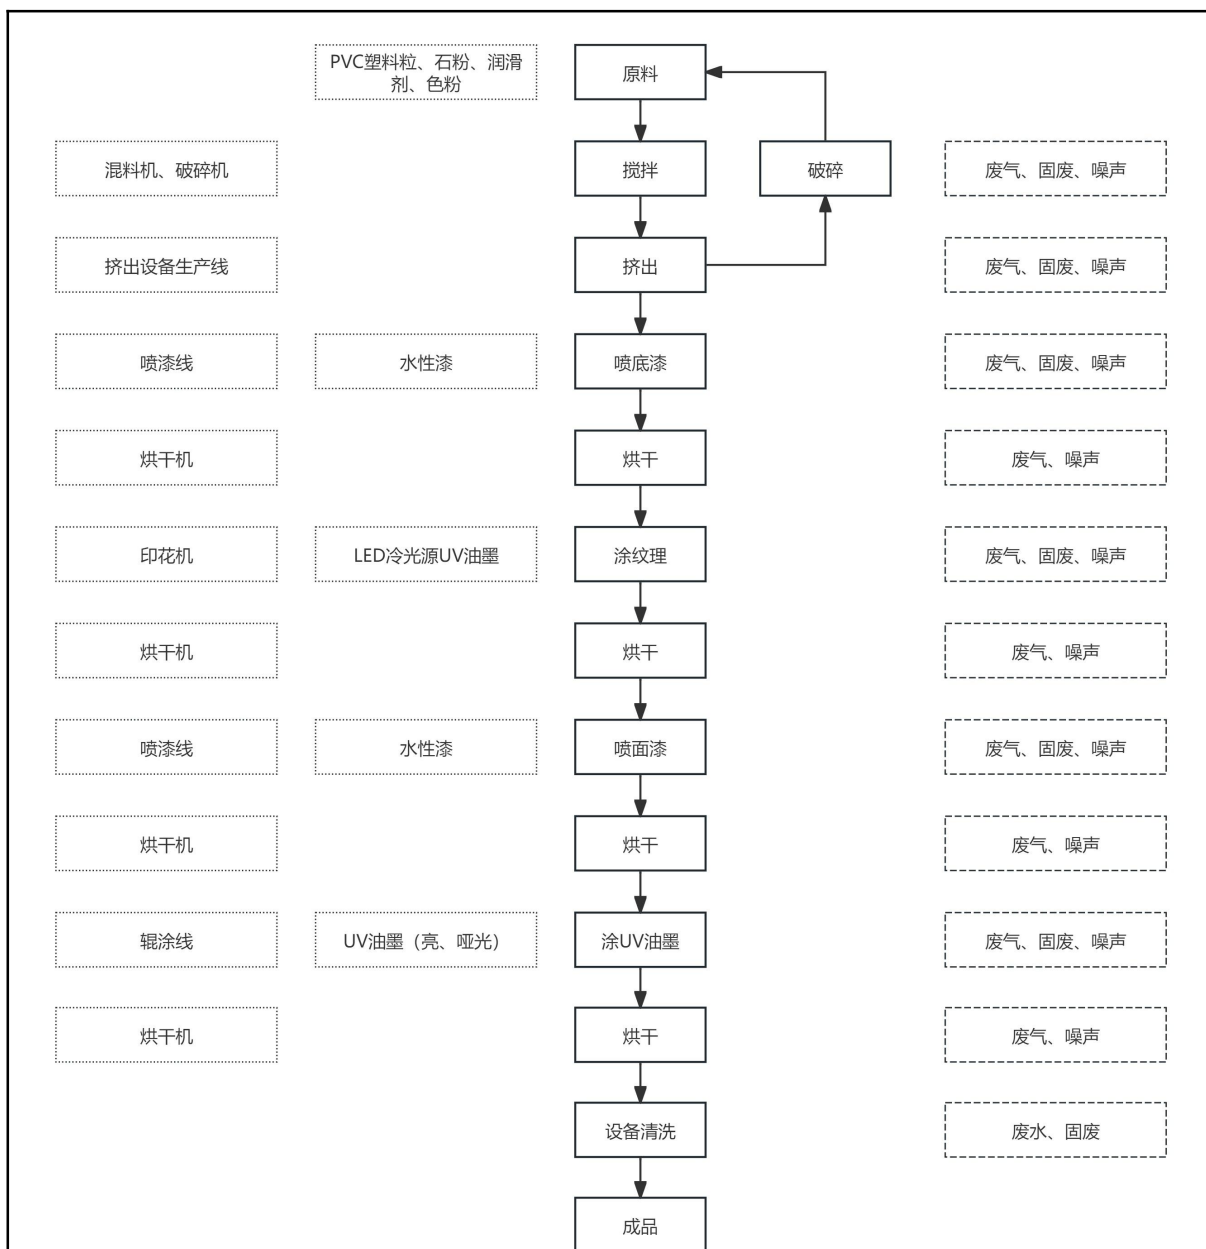 PVC塑料粒、石粉、润滑
剂、色粉
原料
混料机、破碎机
搅拌
破碎
废气、固废、噪声
挤出设备生产线
挤出
废气、固废、噪声
喷漆线
水性漆
喷底漆
废气、固废、噪声
烘干机
烘干
废气、噪声
印花机
LED冷光源UV油墨
涂纹理
废气、固废、噪声
烘干机
烘干
废气、噪声
喷漆线
水性漆
喷面漆
废气、固废、噪声
烘干机
烘干
废气、噪声
辊涂线
UV油墨（亮、哑光）
涂UV油墨
废气、固废、噪声
烘干机
烘干
废气、噪声
设备清洗
废水、固废
成品